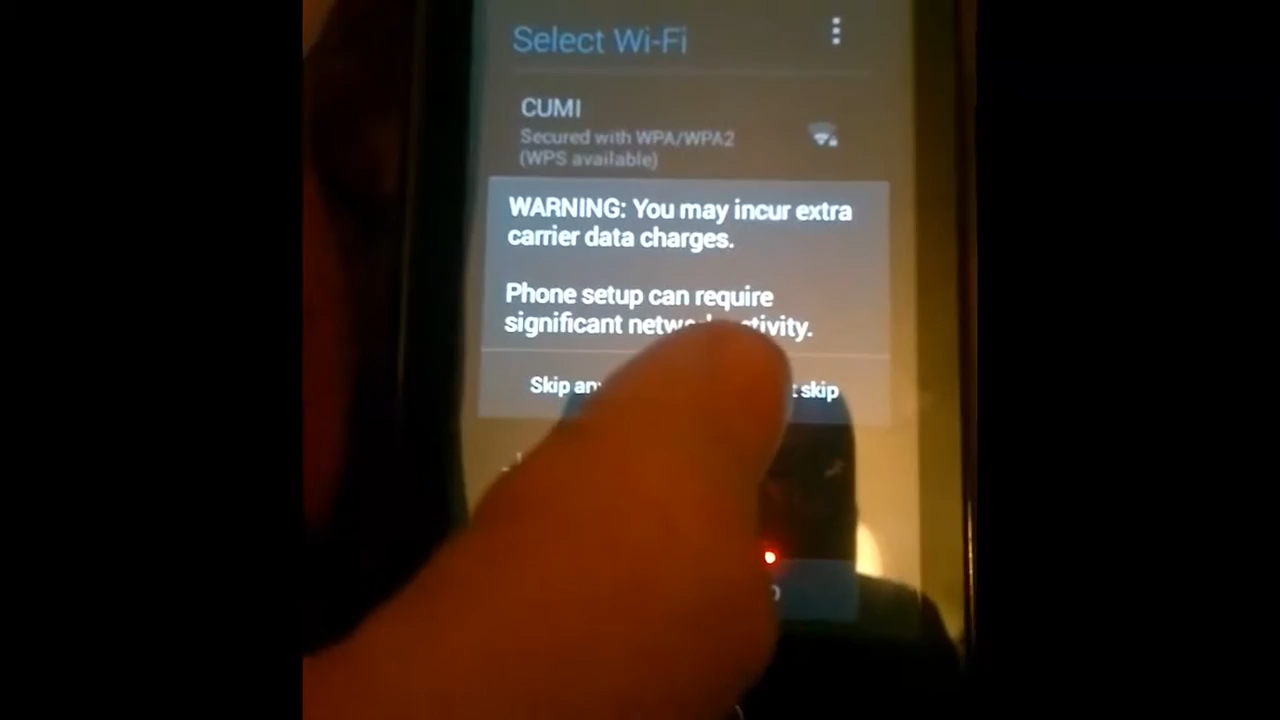 Select Wi-Fi
CUMI
Secured with WPA/WPA2
(WPS available)
WARNING: You may incur extra
carrier data charges.
Phone setup can require
significant
Skip skip